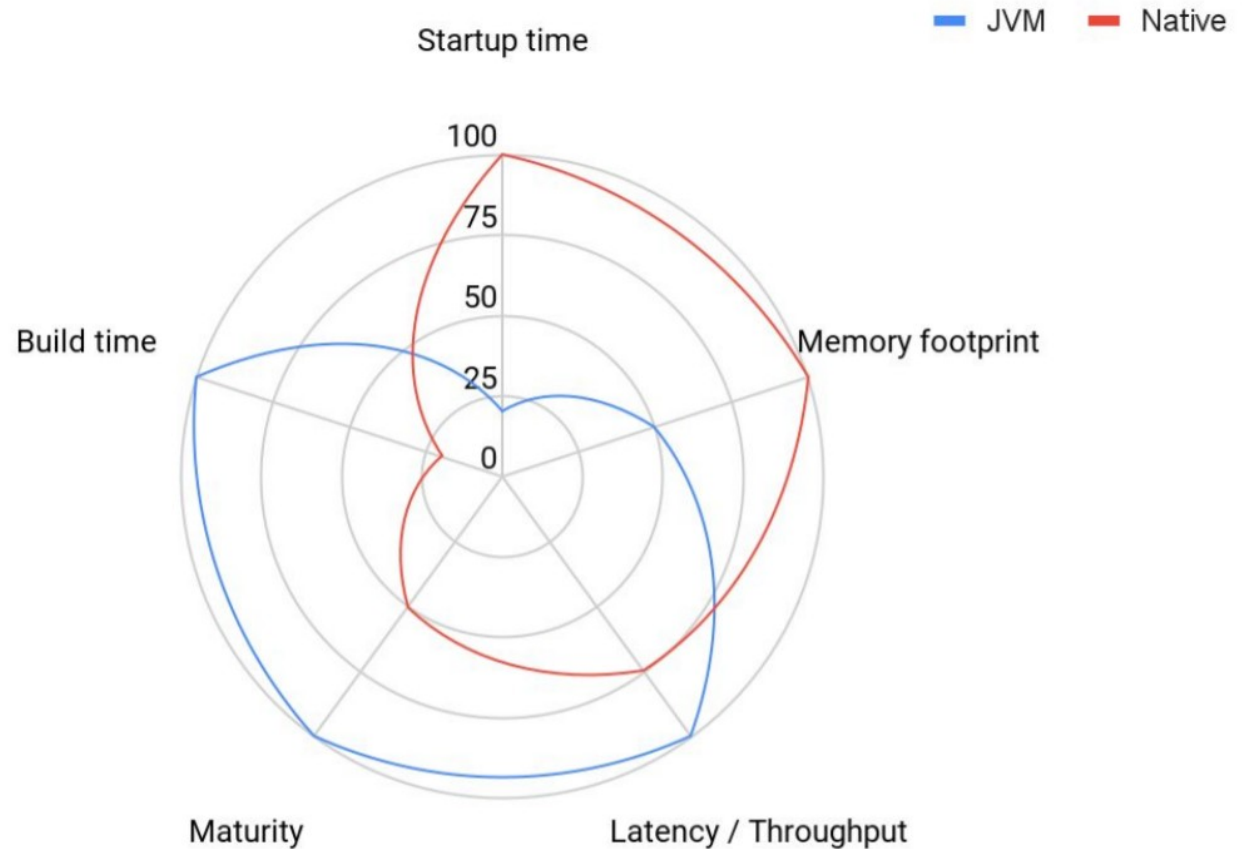 JVM Native
Startup time
100
75
50
25
0
Build time
Memory footprint
Maturity
Latency / Throughput